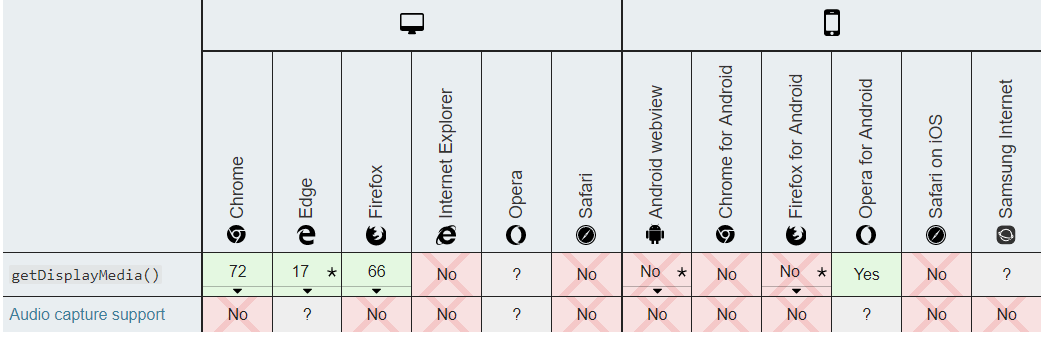 Chrome
Edge
Firefox
Internet Explorer
Opera
Safari
Android webview
Chrome for Android
Firefox for Android
Opera for Android
Safari on iOS
Samsung Internet
getDisplayMedia() 72 17 * 66 No ? No No * No No * Yes No ?
Audio capture support No ? No No ? No No No No ? No No